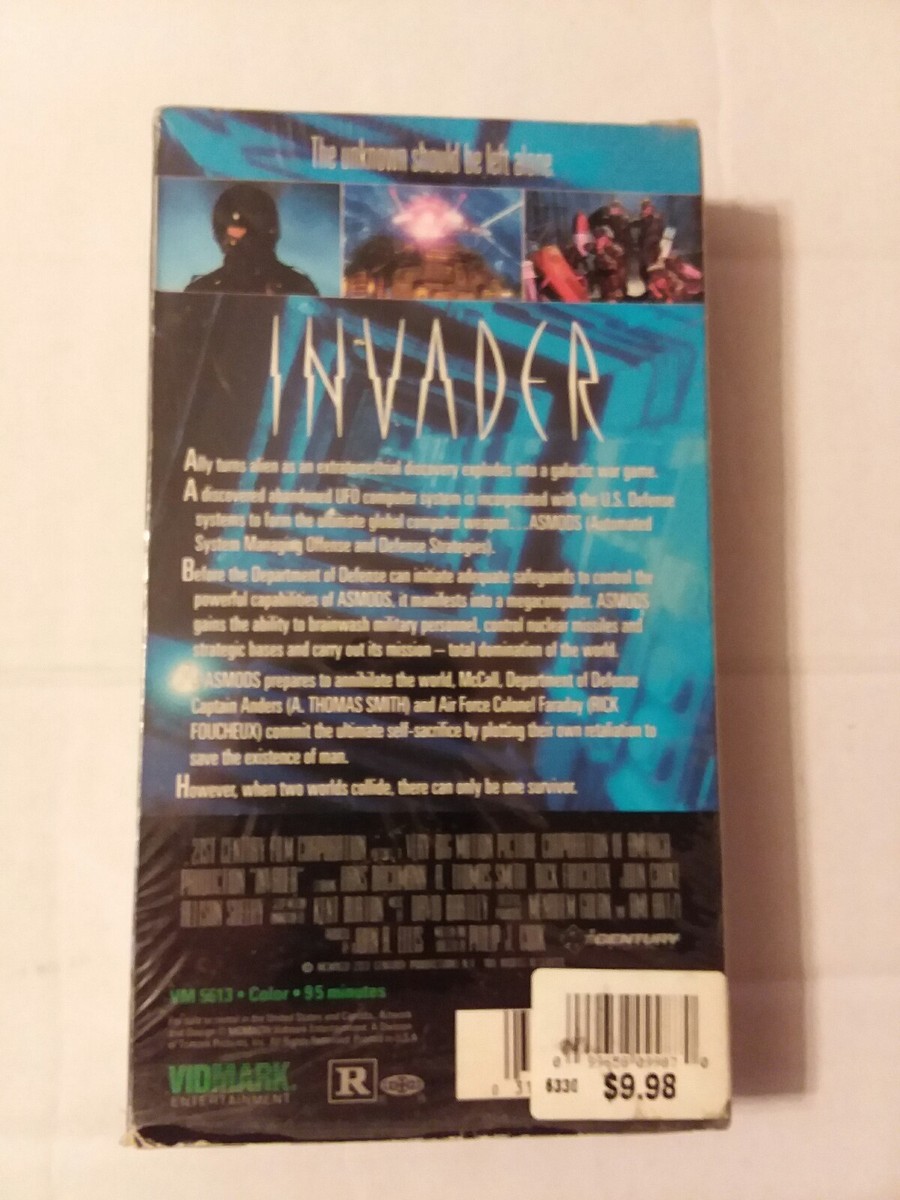 The unknown should be left alone.
INVADER
Ally turns alien as an extraterrestrial discovery explodes into a galactic war game.
A discovered abandoned UFO computer system is incorporated with the U.S. Defense
systems to form the ultimate global computer weapon... ASMODS (Automated
System Managing Offense and Defense Strategies).
Before the Department of Defense can initiate adequate safeguards to control the
powerful capabilities of ASMODS, it manifests into a megacomputer. ASMODS
gains the ability to brainwash military personnel, control nuclear missiles and
strategic bases and carry out its mission – total domination of the world.
ASMODS prepares to annihilate the world, McCall, Department of Defense
Captain Anders (A. THOMAS SMITH) and Air Force Colonel Faraday (RICK
FOUCHEUX) commit the ultimate self-sacrifice by plotting their own retaliation to
save the existence of man.
However, when two worlds collide, there can only be one survivor.
21ST CENTURY FILM CORPORATION
CENTURY
VM 5613 • Color • 95 minutes
VIDMARK
ENTERTAINMENT
R
6330 $9.98